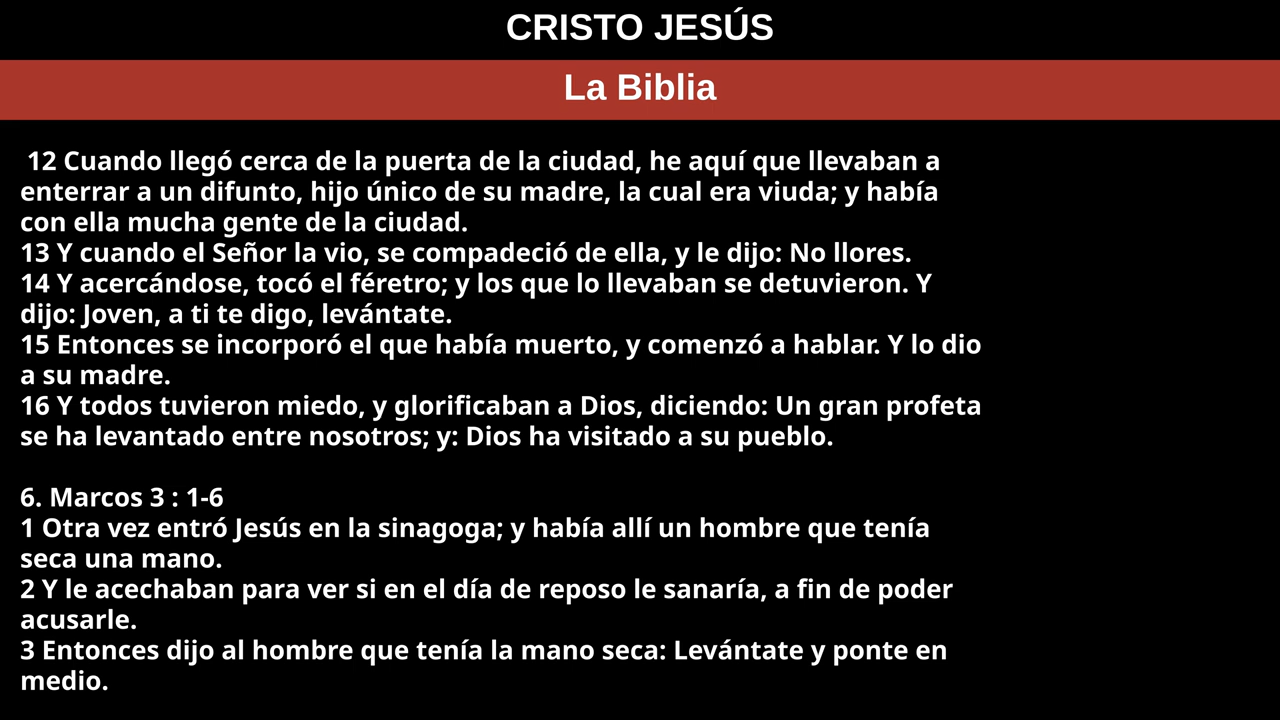 CRISTO JESÚS
La Biblia
12 Cuando llegó cerca de la puerta de la ciudad, he aquí que llevaban a
enterrar a un difunto, hijo único de su madre, la cual era viuda; y había
con ella mucha gente de la ciudad.
13 Y cuando el Señor la vio, se compadeció de ella, y le dijo: No llores.
14 Y acercándose, tocó el féretro; y los que lo llevaban se detuvieron. Y
dijo: Joven, a ti te digo, levántate.
15 Entonces se incorporó el que había muerto, y comenzó a hablar. Y lo dio
a su madre.
16 Y todos tuvieron miedo, y glorificaban a Dios, diciendo: Un gran profeta
se ha levantado entre nosotros; y: Dios ha visitado a su pueblo.
6. Marcos 3 : 1-6
1 Otra vez entró Jesús en la sinagoga; y había allí un hombre que tenía
seca una mano.
2 Y le acechaban para ver si en el día de reposo le sanaría, a fin de poder
acusarle.
3 Entonces dijo al hombre que tenía la mano seca: Levántate y ponte en
medio.